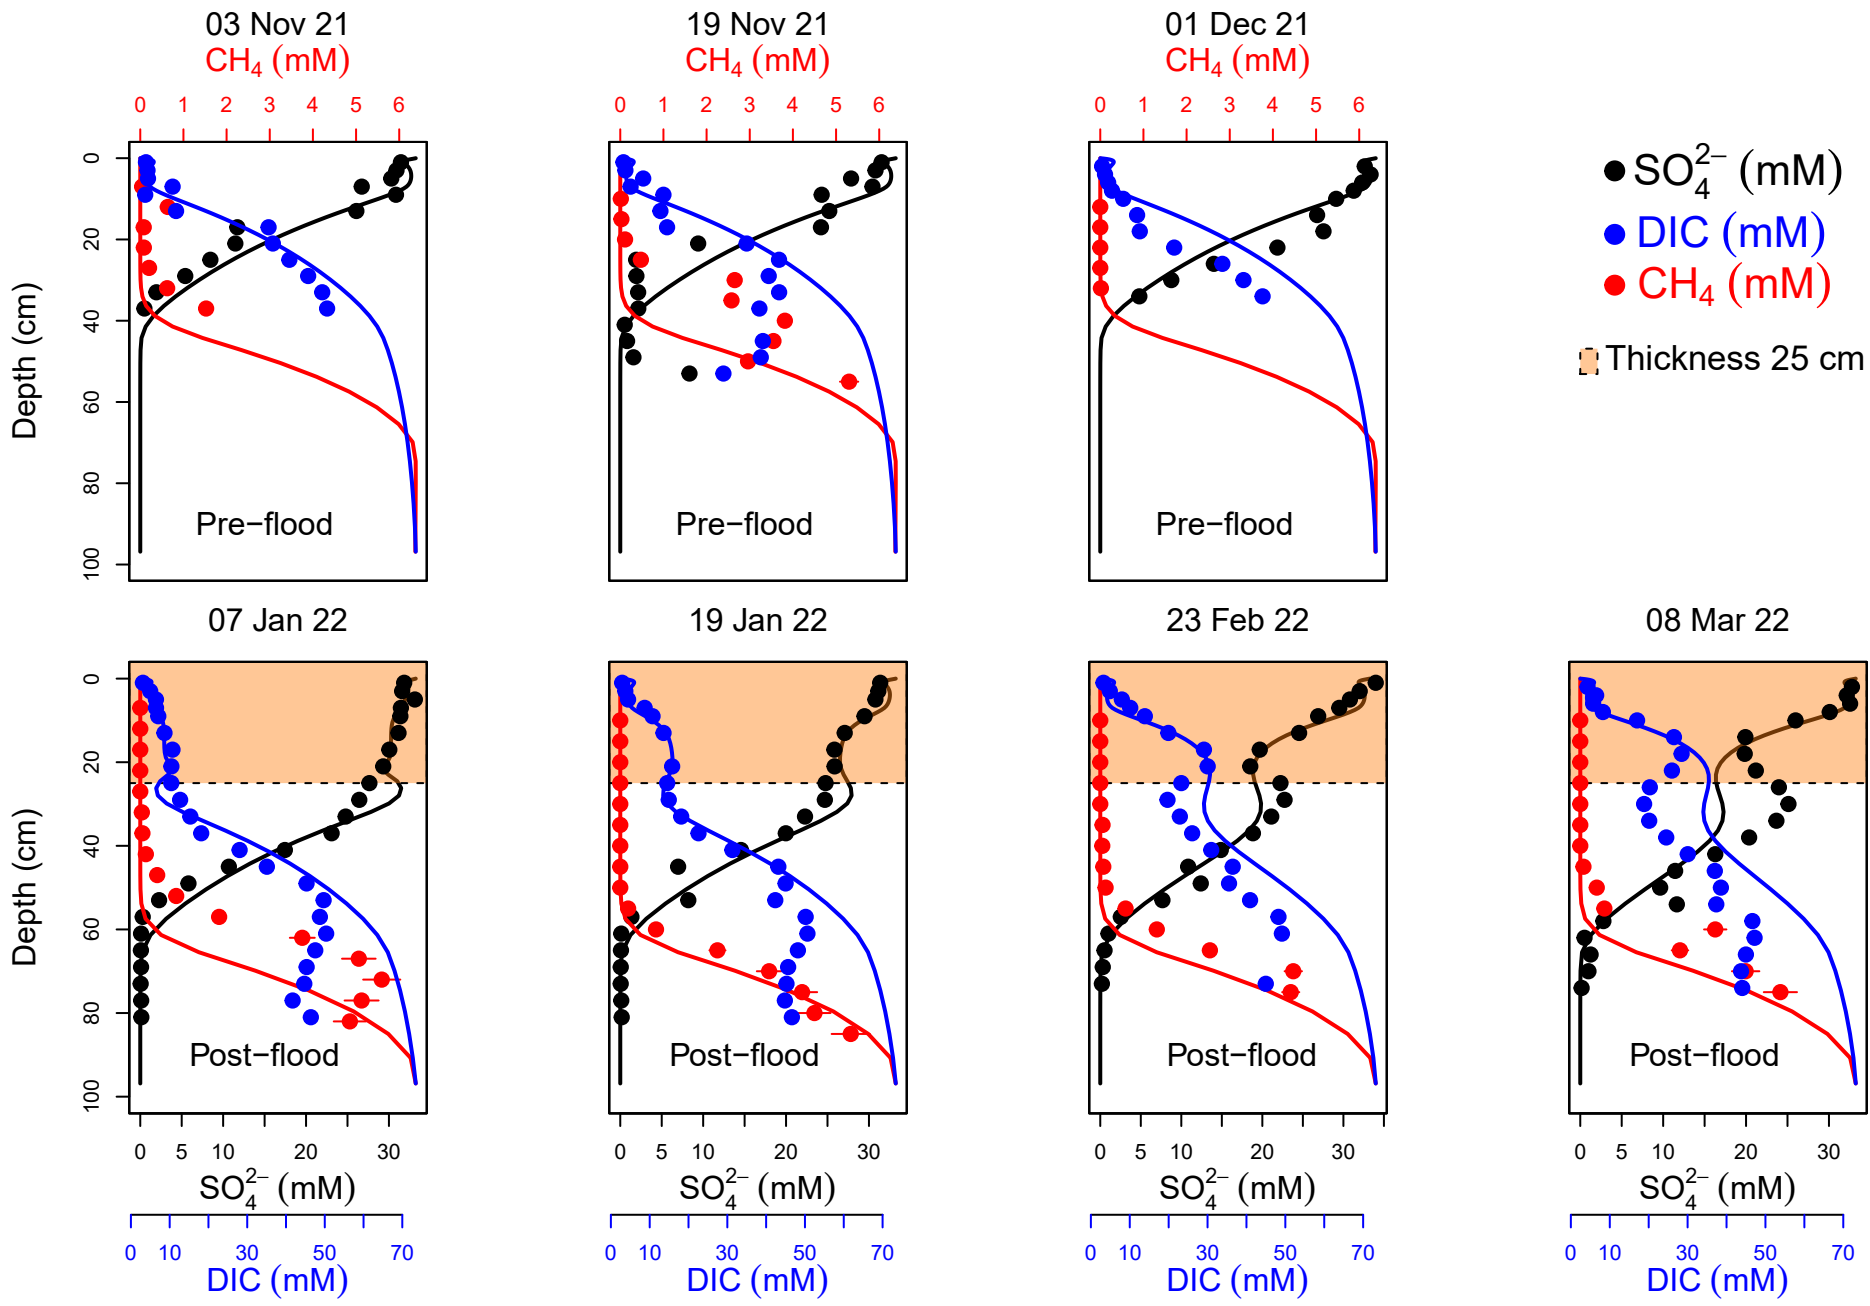 03 Nov 21
19 Nov 21
01 Dec 21
CH₄ (mM)
CH₄ (mM)
CH₄ (mM)
0 1 2 3 4 5 6
0 1 2 3 4 5 6
0 1 2 3 4 5 6
Depth (cm)
0 20 40 60 80 100
Pre−flood
Pre−flood
Pre−flood
SO₄²⁻ (mM)
DIC (mM)
CH₄ (mM)
Thickness 25 cm
07 Jan 22
19 Jan 22
23 Feb 22
08 Mar 22
Depth (cm)
0 20 40 60 80 100
Post−flood
Post−flood
Post−flood
Post−flood
0 5 10 20 30
0 5 10 20 30
0 5 10 20 30
0 5 10 20 30
SO₄²⁻ (mM)
SO₄²⁻ (mM)
SO₄²⁻ (mM)
SO₄²⁻ (mM)
0 10 30 50 70
0 10 30 50 70
0 10 30 50 70
0 10 30 50 70
DIC (mM)
DIC (mM)
DIC (mM)
DIC (mM)